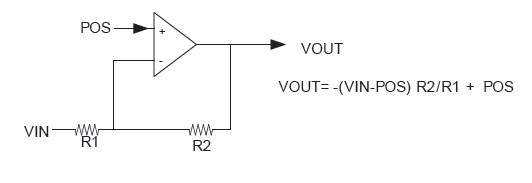 POS
+
-
VOUT
VOUT= -(VIN-POS) R2/R1 + POS
VIN
R1
R2